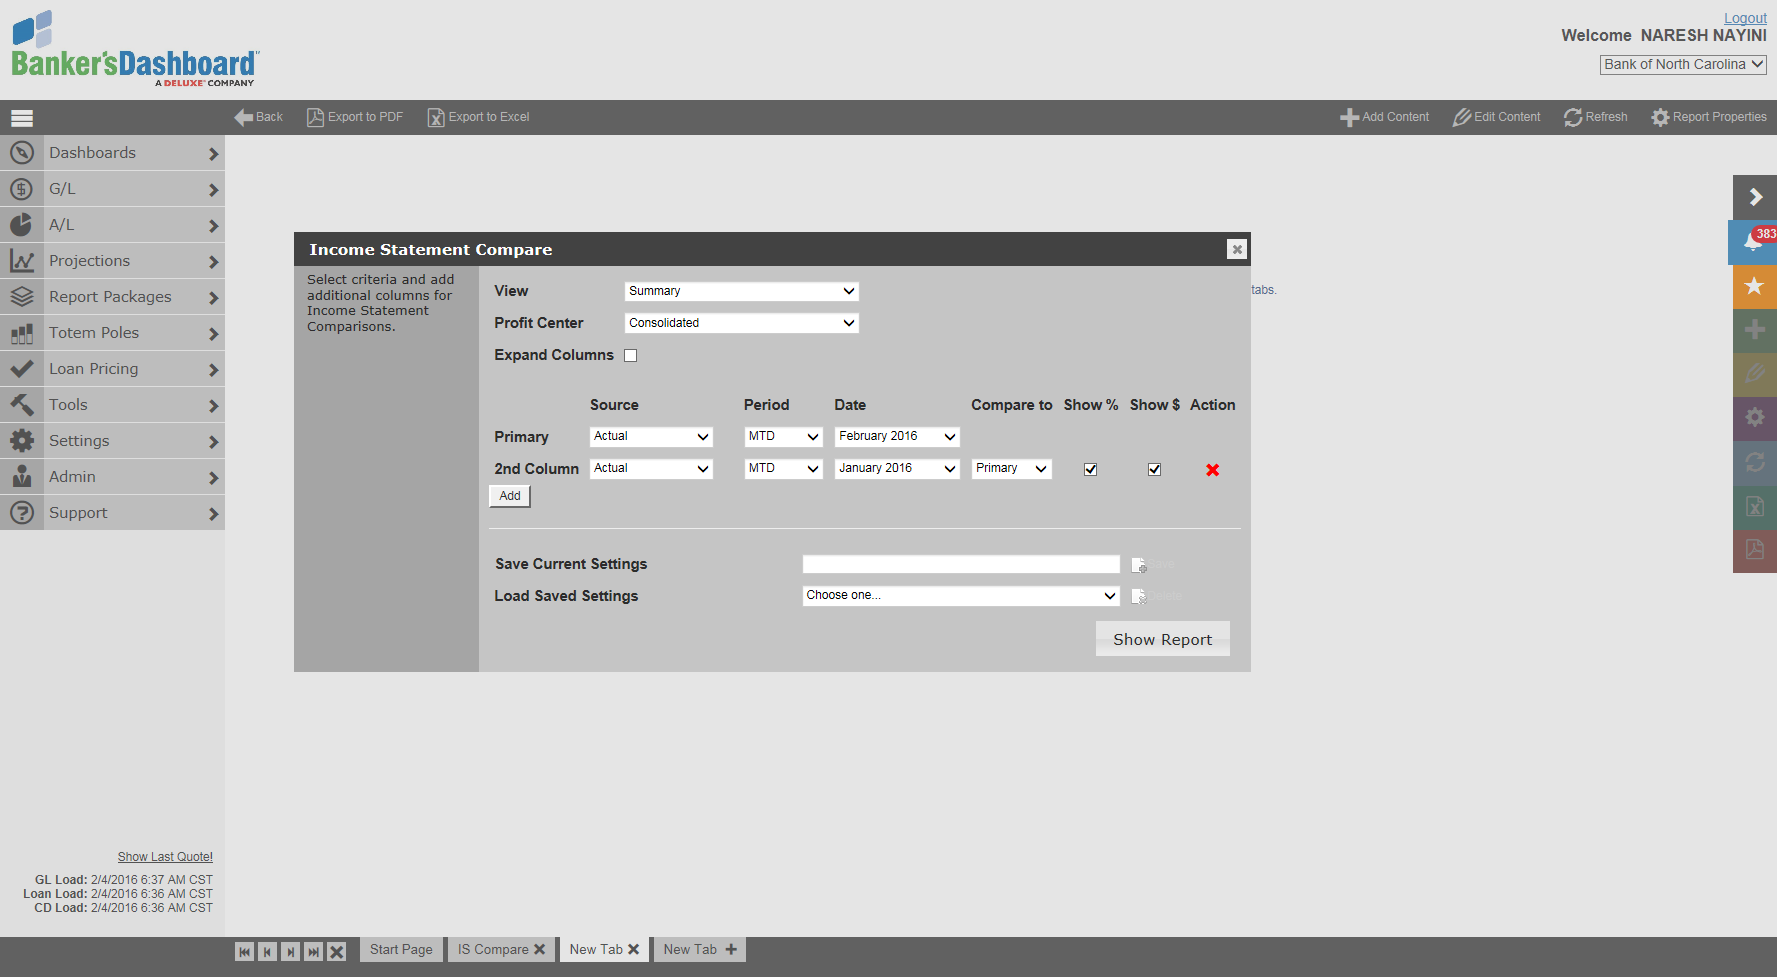 Logout
Welcome NARESH NAYINI
Banker'sDashboard
A DELUXE COMPANY
Bank of North Carolina
Back
Export to PDF
Export to Excel
Add Content
Edit Content
Refresh
Report Properties
Dashboards
G/L
A/L
Projections
Report Packages
Totem Poles
Loan Pricing
Tools
Settings
Admin
Support
383
tabs.
Income Statement Compare
Select criteria and add
additional columns for
Income Statement
Comparisons.
View Summary
Profit Center Consolidated
Expand Columns
Source Period Date Compare to Show % Show $ Action
Primary Actual MTD February 2016
2nd Column Actual MTD January 2016 Primary
Add
Save Current Settings Save
Load Saved Settings Choose one... Delete
Show Report
Show Last Quote!
GL Load: 2/4/2016 6:37 AM CST
Loan Load: 2/4/2016 6:36 AM CST
CD Load: 2/4/2016 6:36 AM CST
Start Page
IS Compare
New Tab
New Tab